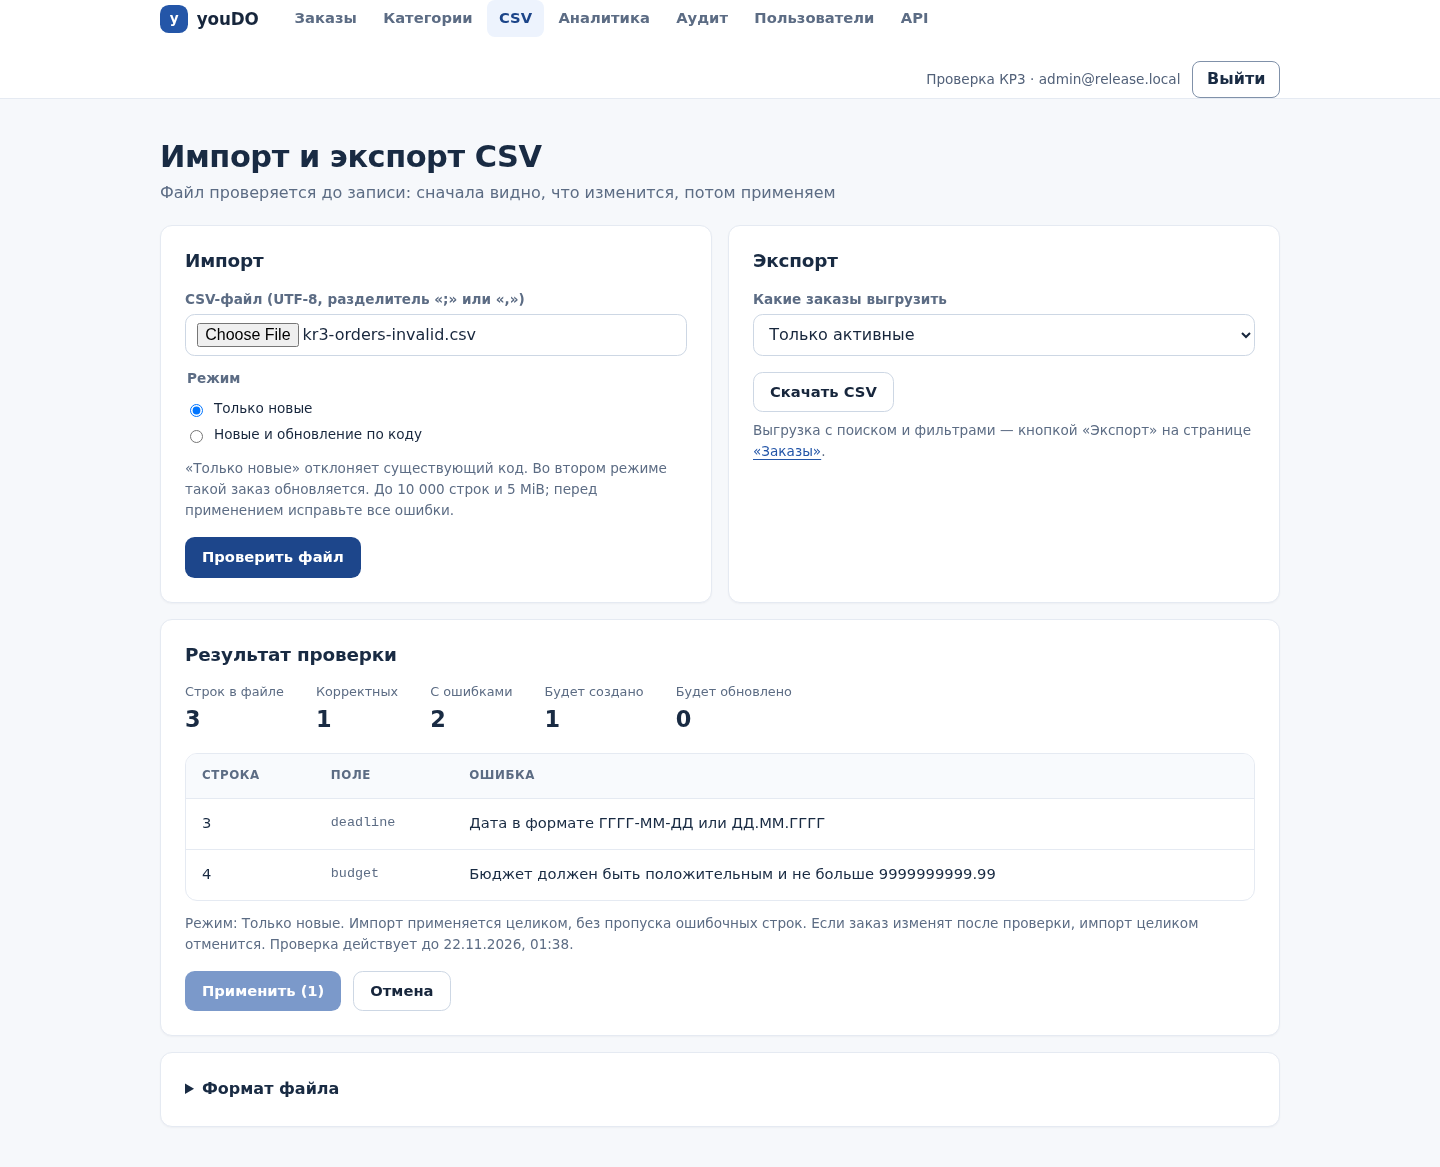 y youDO Заказы Категории CSV Аналитика Аудит Пользователи API
Проверка КР3 · admin@release.local Выйти
Импорт и экспорт CSV
Файл проверяется до записи: сначала видно, что изменится, потом применяем
Импорт
CSV-файл (UTF-8, разделитель «;» или «,»)
Choose File kr3-orders-invalid.csv
Режим
Только новые
Новые и обновление по коду
«Только новые» отклоняет существующий код. Во втором режиме
такой заказ обновляется. До 10 000 строк и 5 MiB; перед
применением исправьте все ошибки.
Проверить файл
Экспорт
Какие заказы выгрузить
Только активные
Скачать CSV
Выгрузка с поиском и фильтрами — кнопкой «Экспорт» на странице
«Заказы».
Результат проверки
Строк в файле Корректных С ошибками Будет создано Будет обновлено
3 1 2 1 0
СТРОКА ПОЛЕ ОШИБКА
3 deadline Дата в формате ГГГГ-ММ-ДД или ДД.ММ.ГГГГ
4 budget Бюджет должен быть положительным и не больше 9999999999.99
Режим: Только новые. Импорт применяется целиком, без пропуска ошибочных строк. Если заказ изменят после проверки, импорт целиком
отменится. Проверка действует до 22.11.2026, 01:38.
Применить (1) Отмена
Формат файла